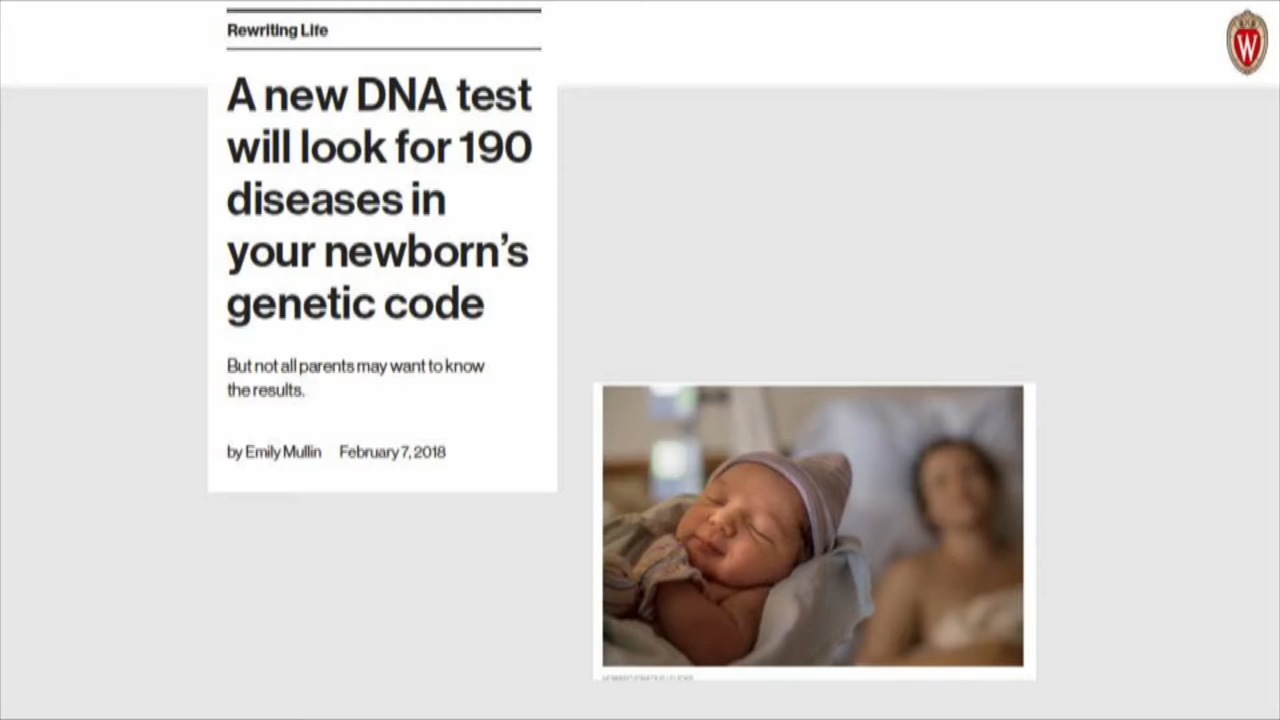 Rewriting Life
W
A new DNA test
will look for 190
diseases in
your newborn's
genetic code
But not all parents may want to know
the results.
by Emily Mullin February 7, 2018